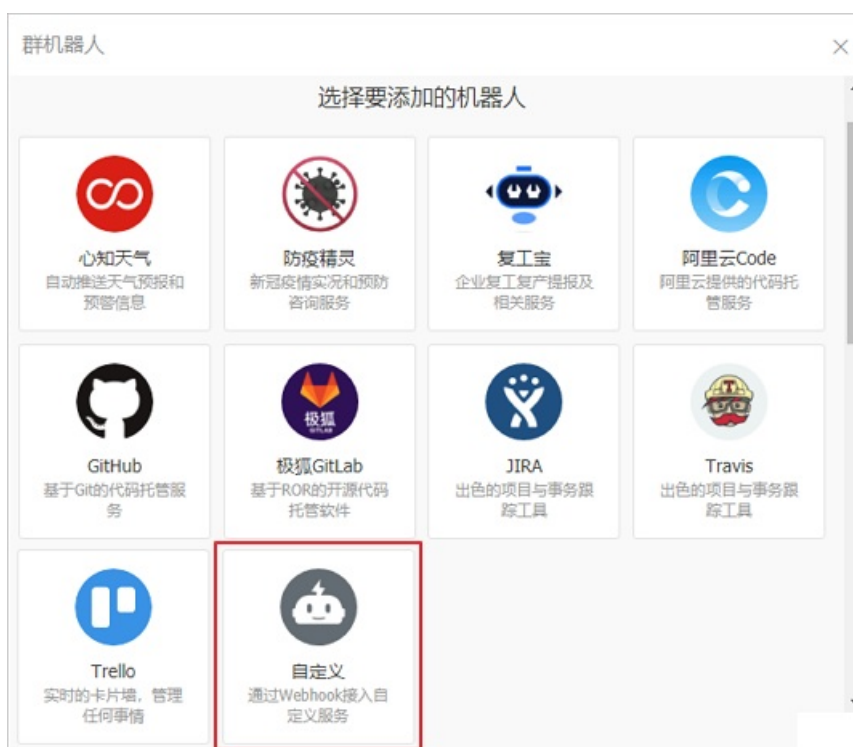 群机器人
选择要添加的机器人
心知天气
自动推送天气预报和
预警信息
防疫精灵
新冠疫情实况和预防
咨询服务
复工宝
企业复工复产提报及
相关服务
阿里云Code
阿里云提供的代码托
管服务
GitHub
基于Git的代码托管服
务
极狐
GITLAB
极狐GitLab
基于ROR的开源代码
托管软件
JIRA
出色的项目与事务跟
踪工具
T
Travis
出色的项目与事务跟
踪工具
Trello
实时的卡片墙，管理
任何事情
自定义
通过Webhook接入自
定义服务